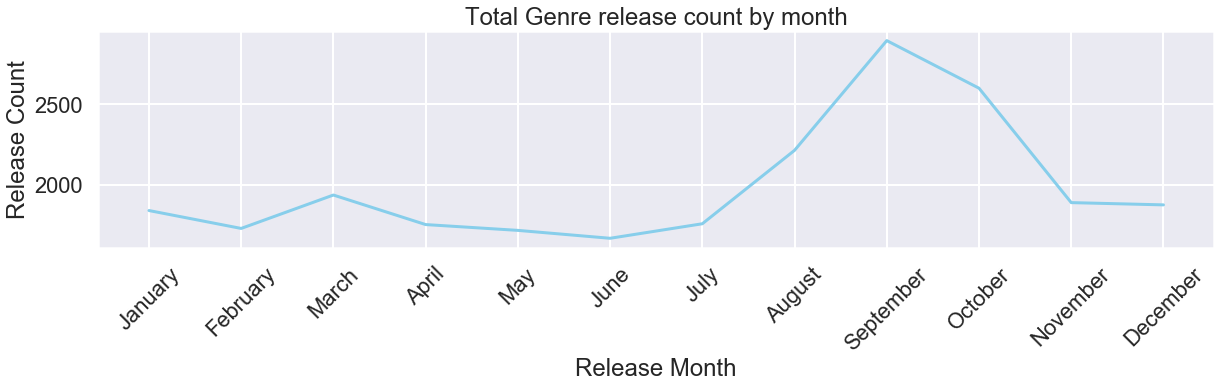 Total Genre release count by month
Release Count
2500
2000
January
February
March
April
May
June
July
August
September
October
November
December
Release Month